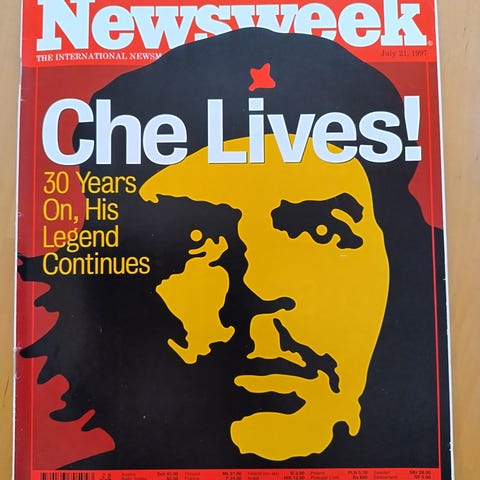 Newsweek
THE INTERNATIONAL NEWSM
July 21, 1997
Che Lives!
30 Years
On, His
Legend
Continues